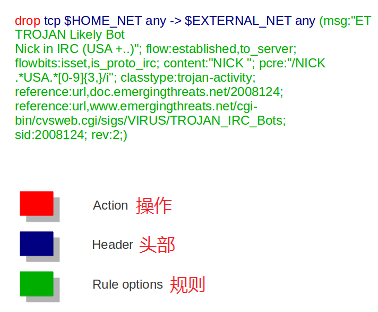 drop tcp $HOME_NET any -> $EXTERNAL_NET any (msg:"ET
TROJAN Likely Bot
Nick in IRC (USA +..)"; flow:established,to_server;
flowbits:isset,is_proto_irc; content:"NICK "; pcre:"/NICK
.*USA.*[0-9]{3,}/i"; classtype:trojan-activity;
reference:url,doc.emergingthreats.net/2008124;
reference:url,www.emergingthreats.net/cgi-
bin/cvsweb.cgi/sigs/VIRUS/TROJAN_IRC_Bots;
sid:2008124; rev:2;)
Action 操作
Header 头部
Rule options 规则